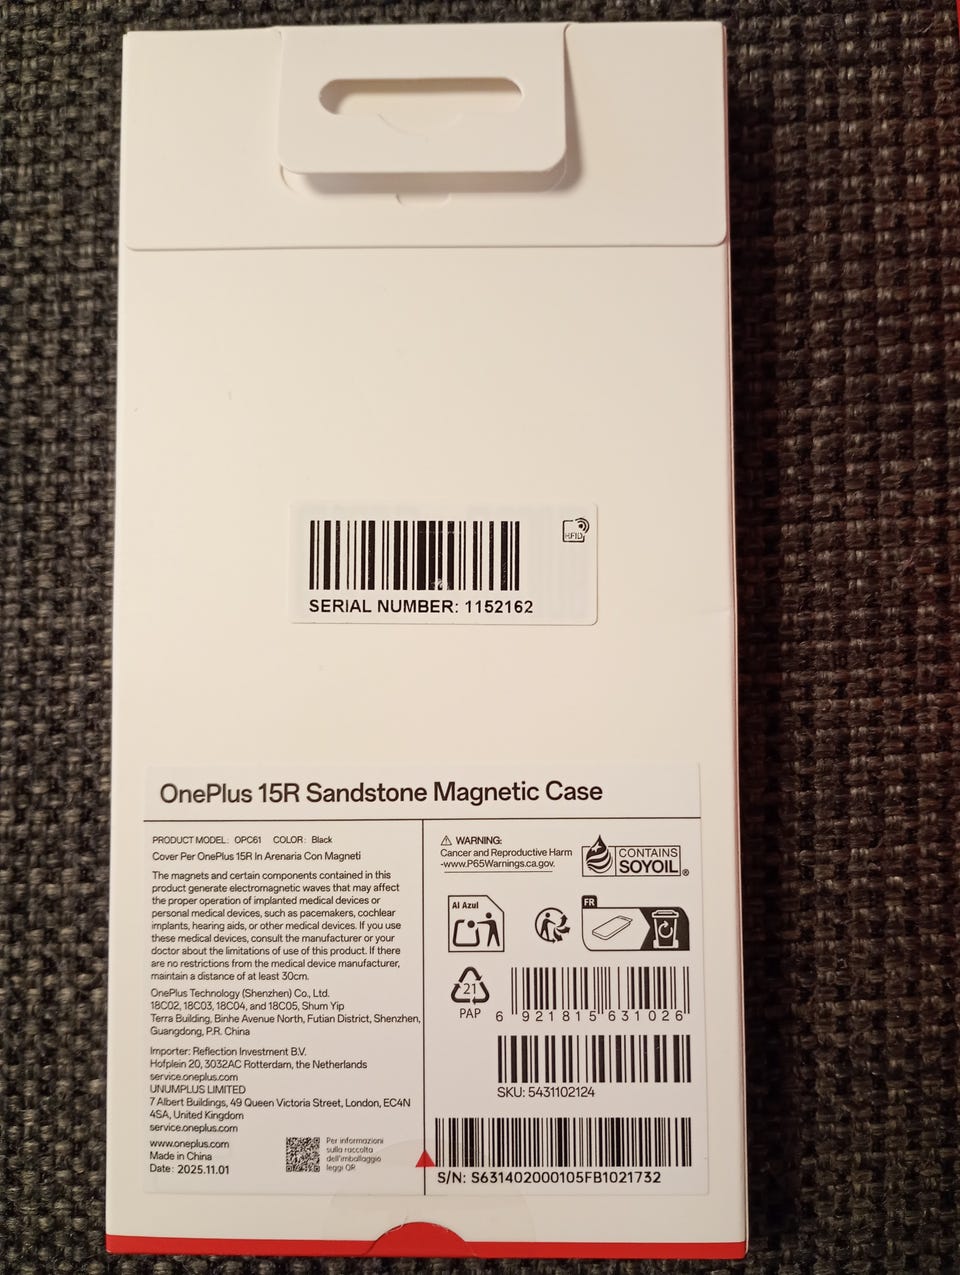 RFID
SERIAL NUMBER: 1152162
OnePlus 15R Sandstone Magnetic Case
PRODUCT MODEL: OPC61 COLOR: Black
Cover Per OnePlus 15R In Arenaria Con Magneti
The magnets and certain components contained in this
product generate electromagnetic waves that may affect
the proper operation of implanted medical devices or
personal medical devices, such as pacemakers, cochlear
implants, hearing aids, or other medical devices. If you use
these medical devices, consult the manufacturer or your
doctor about the limitations of use of this product. If there
are no restrictions from the medical device manufacturer,
maintain a distance of at least 30cm.
OnePlus Technology (Shenzhen) Co., Ltd.
18C02, 18C03, 18C04, and 18C05, Shum Yip
Terra Building, Binhe Avenue North, Futian District, Shenzhen,
Guangdong, P.R. China
Importer: Reflection Investment B.V.
Hofplein 20, 3032AC Rotterdam, the Netherlands
service.oneplus.com
UNUMPLUS LIMITED
7 Albert Buildings, 49 Queen Victoria Street, London, EC4N
4SA, United Kingdom
service.oneplus.com
www.oneplus.com
Made in China
Date: 2025.11.01
Per informazioni
sulla raccolta
dell'imballaggio
leggi QR
WARNING:
Cancer and Reproductive Harm
-www.P65Warnings.ca.gov.
CONTAINS
SOYOIL®
Al Azul
FR
21
PAP
6 921815 631026
SKU: 5431102124
S/N: S631402000105FB1021732